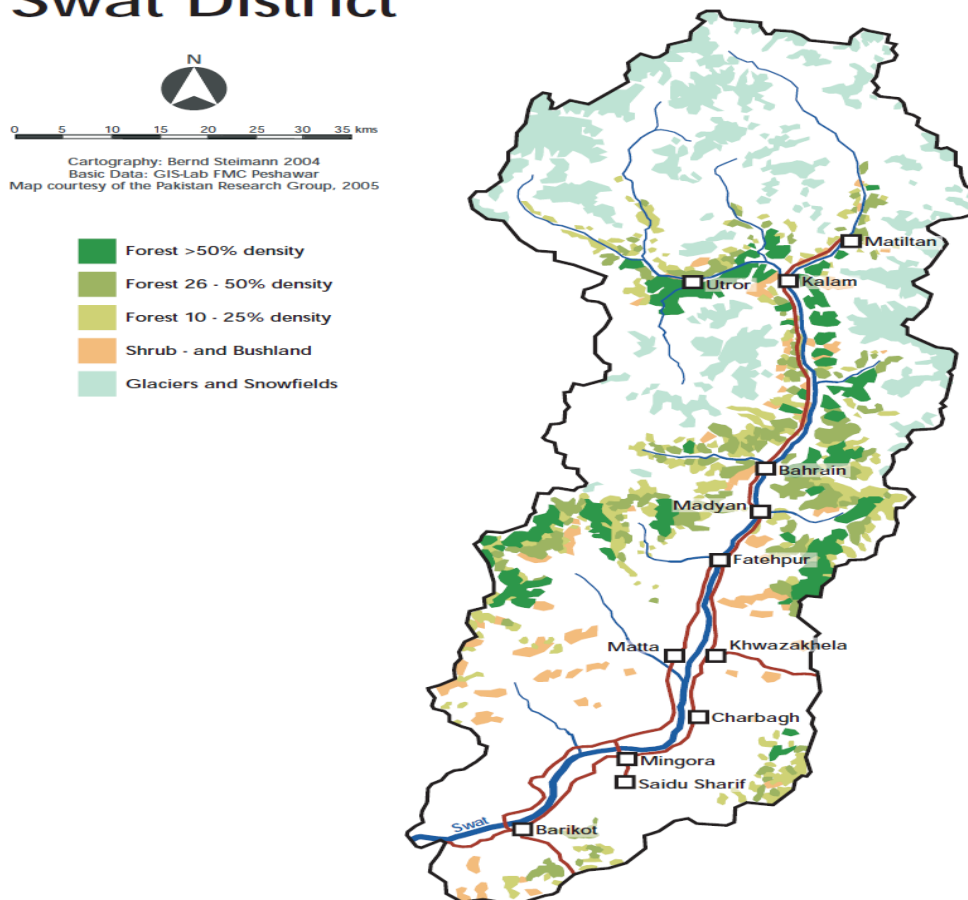 Swat District
N
0 5 10 15 20 25 30 35 kms
Cartography: Bernd Steimann 2004
Basic Data: GIS-Lab FMC Peshawar
Map courtesy of the Pakistan Research Group, 2005
Forest >50% density
Forest 26 - 50% density
Forest 10 - 25% density
Shrub - and Bushland
Glaciers and Snowfields
Matiltan
Utror
Kalam
Bahrain
Madyan
Fatehpur
Matta
Khwazakhela
Charbagh
Mingora
Saidu Sharif
Swat
Barikot